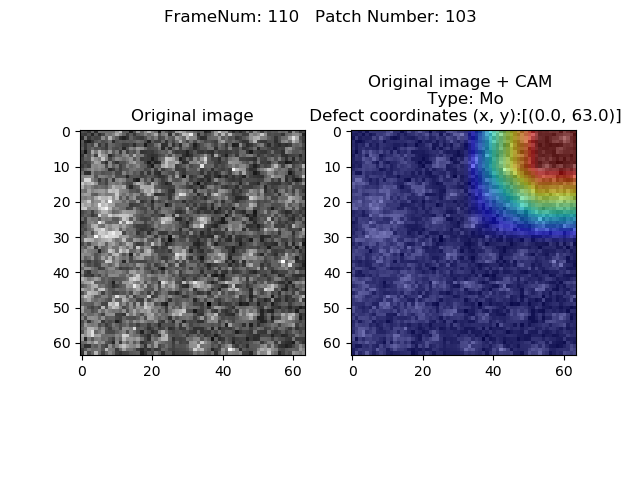 FrameNum: 110   Patch Number: 103
Original image
Original image + CAM
Type: Mo
Defect coordinates (x, y):[(0.0, 63.0)]
0
10
20
30
40
50
60
0 20 40 60
0
10
20
30
40
50
60
0 20 40 60